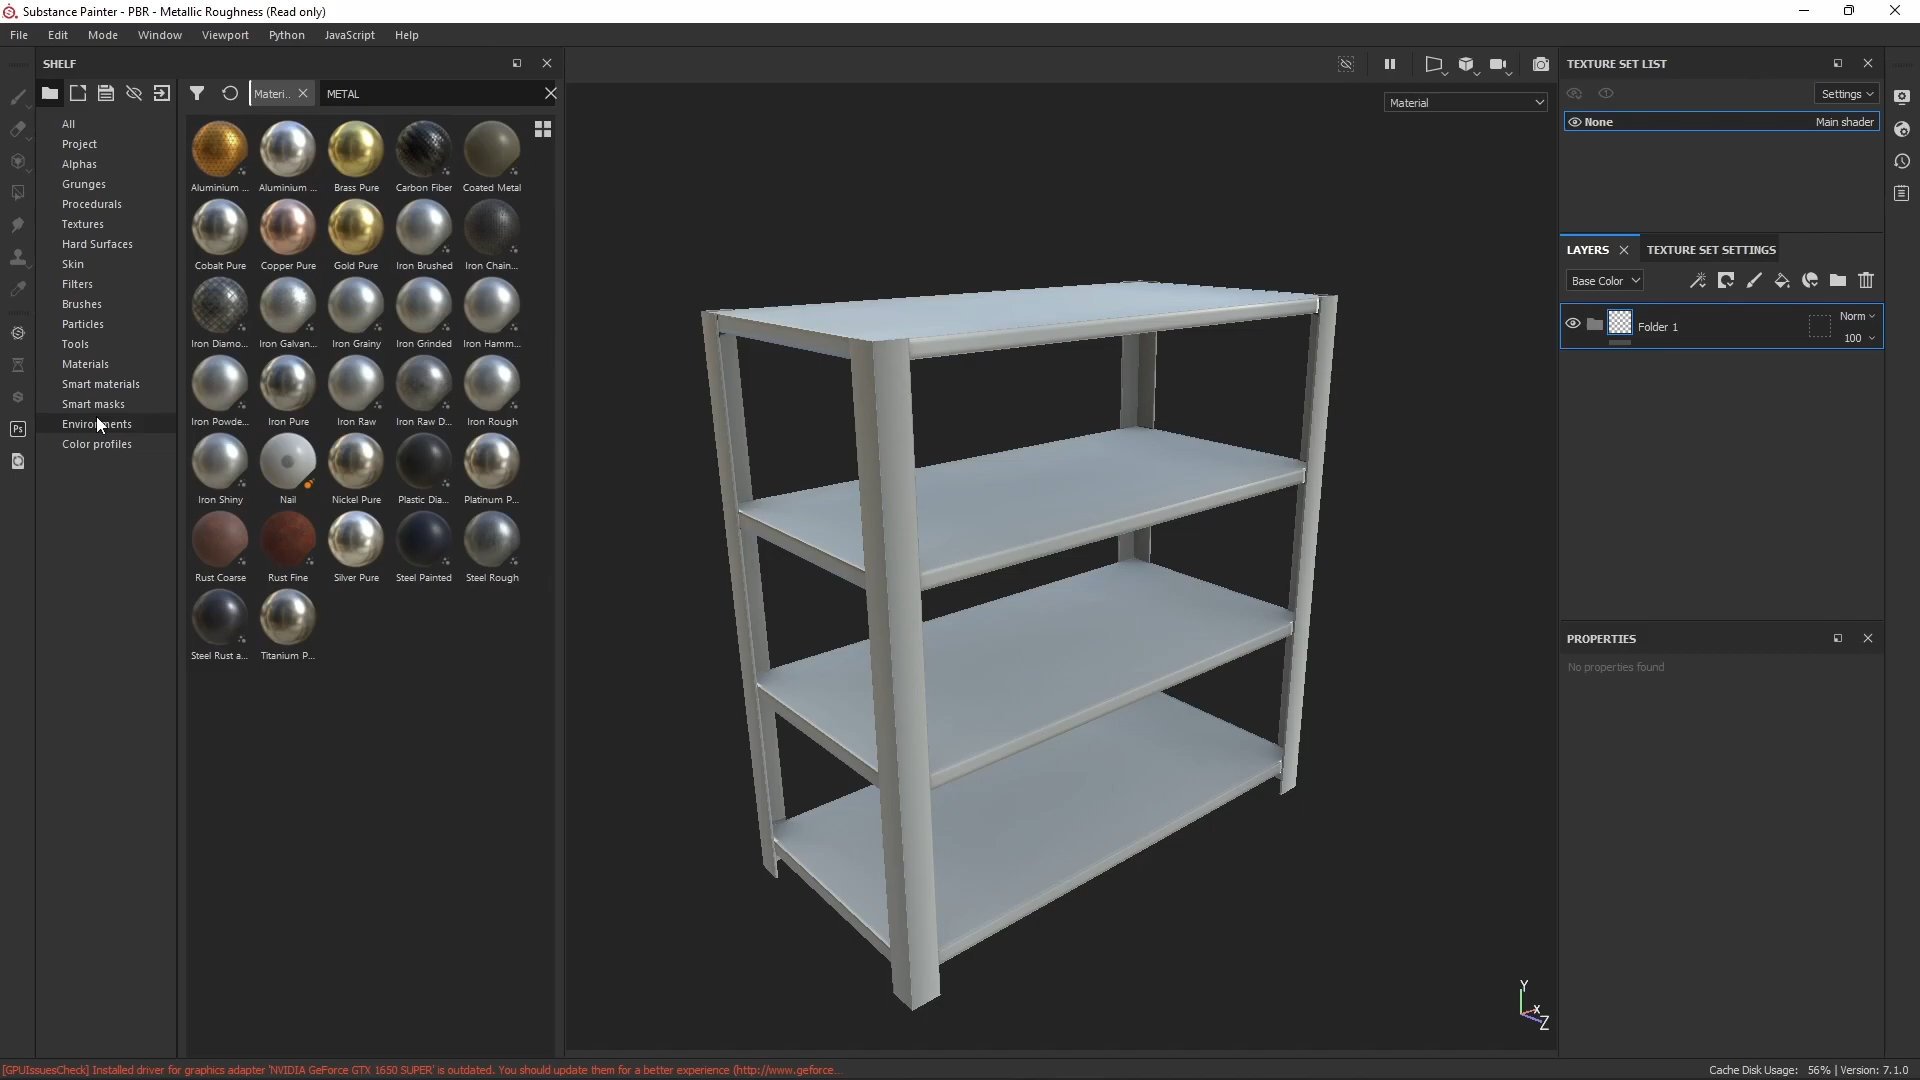 Substance Painter - PBR - Metallic Roughness (Read only)
File Edit Mode Window Viewport Python JavaScript Help
SHELF
Materi..
METAL
All
Project
Alphas
Grunges
Procedurals
Textures
Hard Surfaces
Skin
Filters
Brushes
Particles
Tools
Materials
Smart materials
Smart masks
Environments
Color profiles
Ps
Aluminium ... Aluminium ... Brass Pure Carbon Fiber Coated Metal
Cobalt Pure Copper Pure Gold Pure Iron Brushed Iron Chain...
Iron Diamo... Iron Galvan... Iron Grainy Iron Grinded Iron Hamm...
Iron Powde... Iron Pure Iron Raw Iron Raw D... Iron Rough
Iron Shiny Nail Nickel Pure Plastic Dia... Platinum P...
Rust Coarse Rust Fine Silver Pure Steel Painted Steel Rough
Steel Rust a... Titanium P...
Material
Y
X
Z
TEXTURE SET LIST
Settings
None Main shader
LAYERS TEXTURE SET SETTINGS
Base Color
Folder 1
Norm
100
PROPERTIES
No properties found
[GPUIssuesCheck] Installed driver for graphics adapter 'NVIDIA GeForce GTX 1650 SUPER' is outdated. You should update them for a better experience (http://www.geforce...
Cache Disk Usage: 56% | Version: 7.1.0